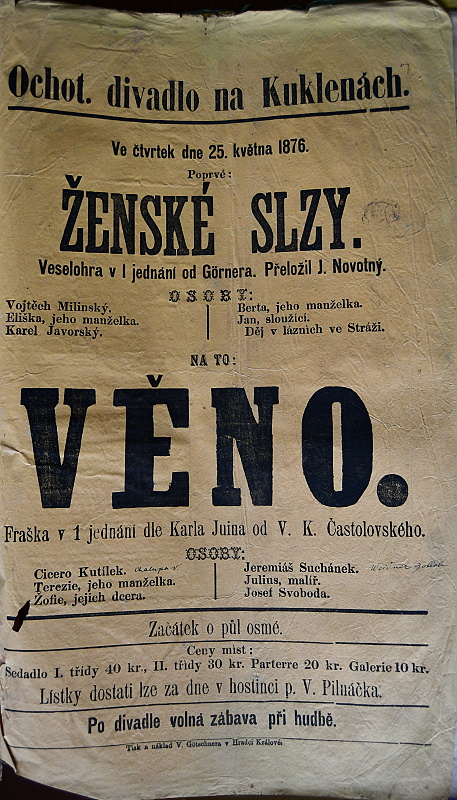 Ochot. divadlo na Kuklenách.
Ve čtvrtek dne 25. května 1876.
Poprvé:
ŽENSKÉ SLZY.
Veselohra v 1 jednání od Görnera. Přeložil J. Novotný.
OSOBY:
Vojtěch Milinský.
Eliška, jeho manželka.
Karel Javorský.
Berta, jeho manželka.
Jan, sloužící.
Děj v lázních ve Stráži.
NA TO:
VĚNO.
Fraška v 1 jednání dle Karla Juina od V. K. Častolovského.
OSOBY:
Cicero Kutílek.
Terezie, jeho manželka.
Žofie, jejich dcera.
Jeremiáš Suchánek.
Julius, malíř.
Josef Svoboda.
Začátek o půl osmé.
Ceny míst:
Sedadlo I. třídy 40 kr., II. třídy 30 kr. Parterre 20 kr. Galerie 10 kr.
Lístky dostati lze za dne v hostinci p. V. Pilnáčka.
Po divadle volná zábava při hudbě.
Tisk a náklad V. Götschnera v Hradci Králové.